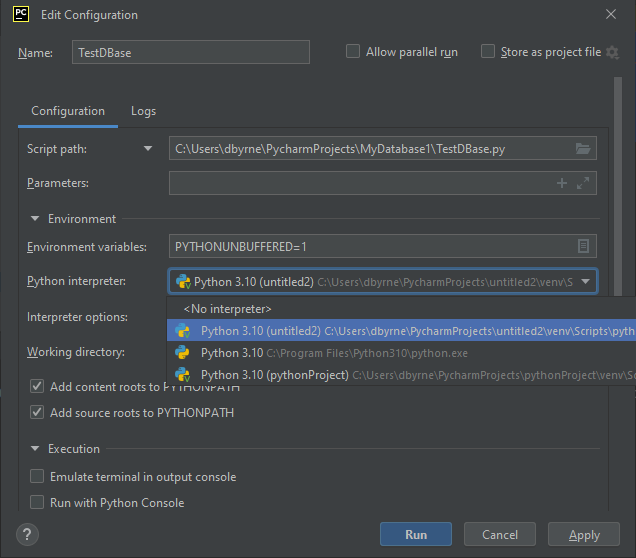 PC Edit Configuration
Name: TestDBase Allow parallel run Store as project file
Configuration Logs
Script path: C:\Users\dbyrne\PycharmProjects\MyDatabase1\TestDBase.py
Parameters:
Environment
Environment variables: PYTHONUNBUFFERED=1
Python interpreter: Python 3.10 (untitled2) C:\Users\dbyrne\PycharmProjects\untitled2\venv\S
<No interpreter>
Interpreter options: Python 3.10 (untitled2) C:\Users\dbyrne\PycharmProjects\untitled2\venv\Scripts\pyth
Working directory: Python 3.10 C:\Program Files\Python310\python.exe
Python 3.10 (pythonProject) C:\Users\dbyrne\PycharmProjects\pythonProject\venv\Sc
Add content roots to PYTHONPATH
Add source roots to PYTHONPATH
Execution
Emulate terminal in output console
Run with Python Console
? Run Cancel Apply